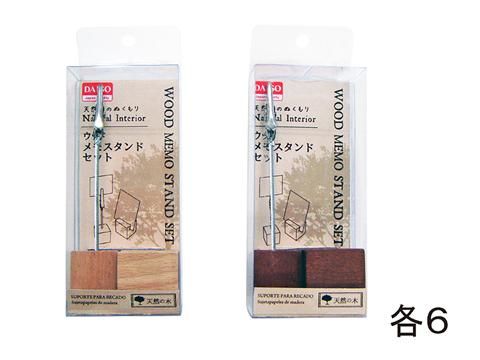 DAISO
Japan
天然木のぬくもり
Natural Interior
ウッド
メモスタンド
セット
WOOD MEMO STAND SET
SUPORTE PARA RECADO
Sujetapapeles de madera
天然の木
DAISO
Japan
天然木のぬくもり
Natural Interior
ウッド
メモスタンド
セット
WOOD MEMO STAND SET
SUPORTE PARA RECADO
Sujetapapeles de madera
天然の木
各6